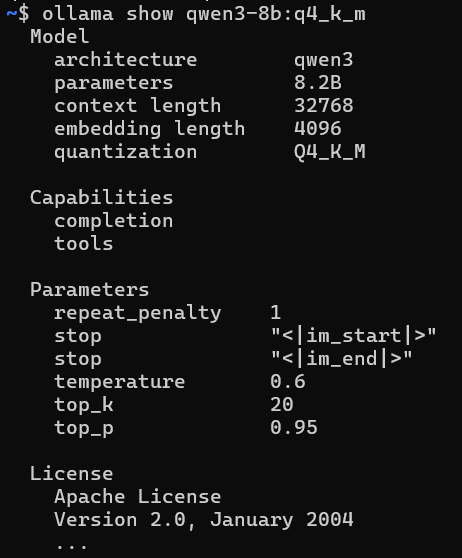 ~$ ollama show qwen3-8b:q4_k_m
Model
architecture qwen3
parameters 8.2B
context length 32768
embedding length 4096
quantization Q4_K_M
Capabilities
completion
tools
Parameters
repeat_penalty 1
stop "<|im_start|>"
stop "<|im_end|>"
temperature 0.6
top_k 20
top_p 0.95
License
Apache License
Version 2.0, January 2004
...